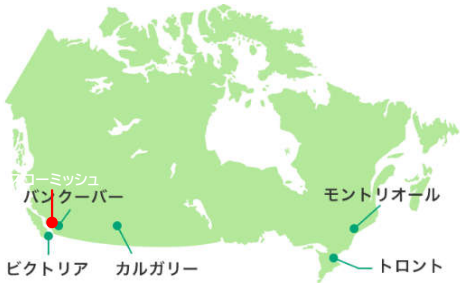 スコーミッシュ
バンクーバー
モントリオール
ビクトリア
カルガリー
トロント